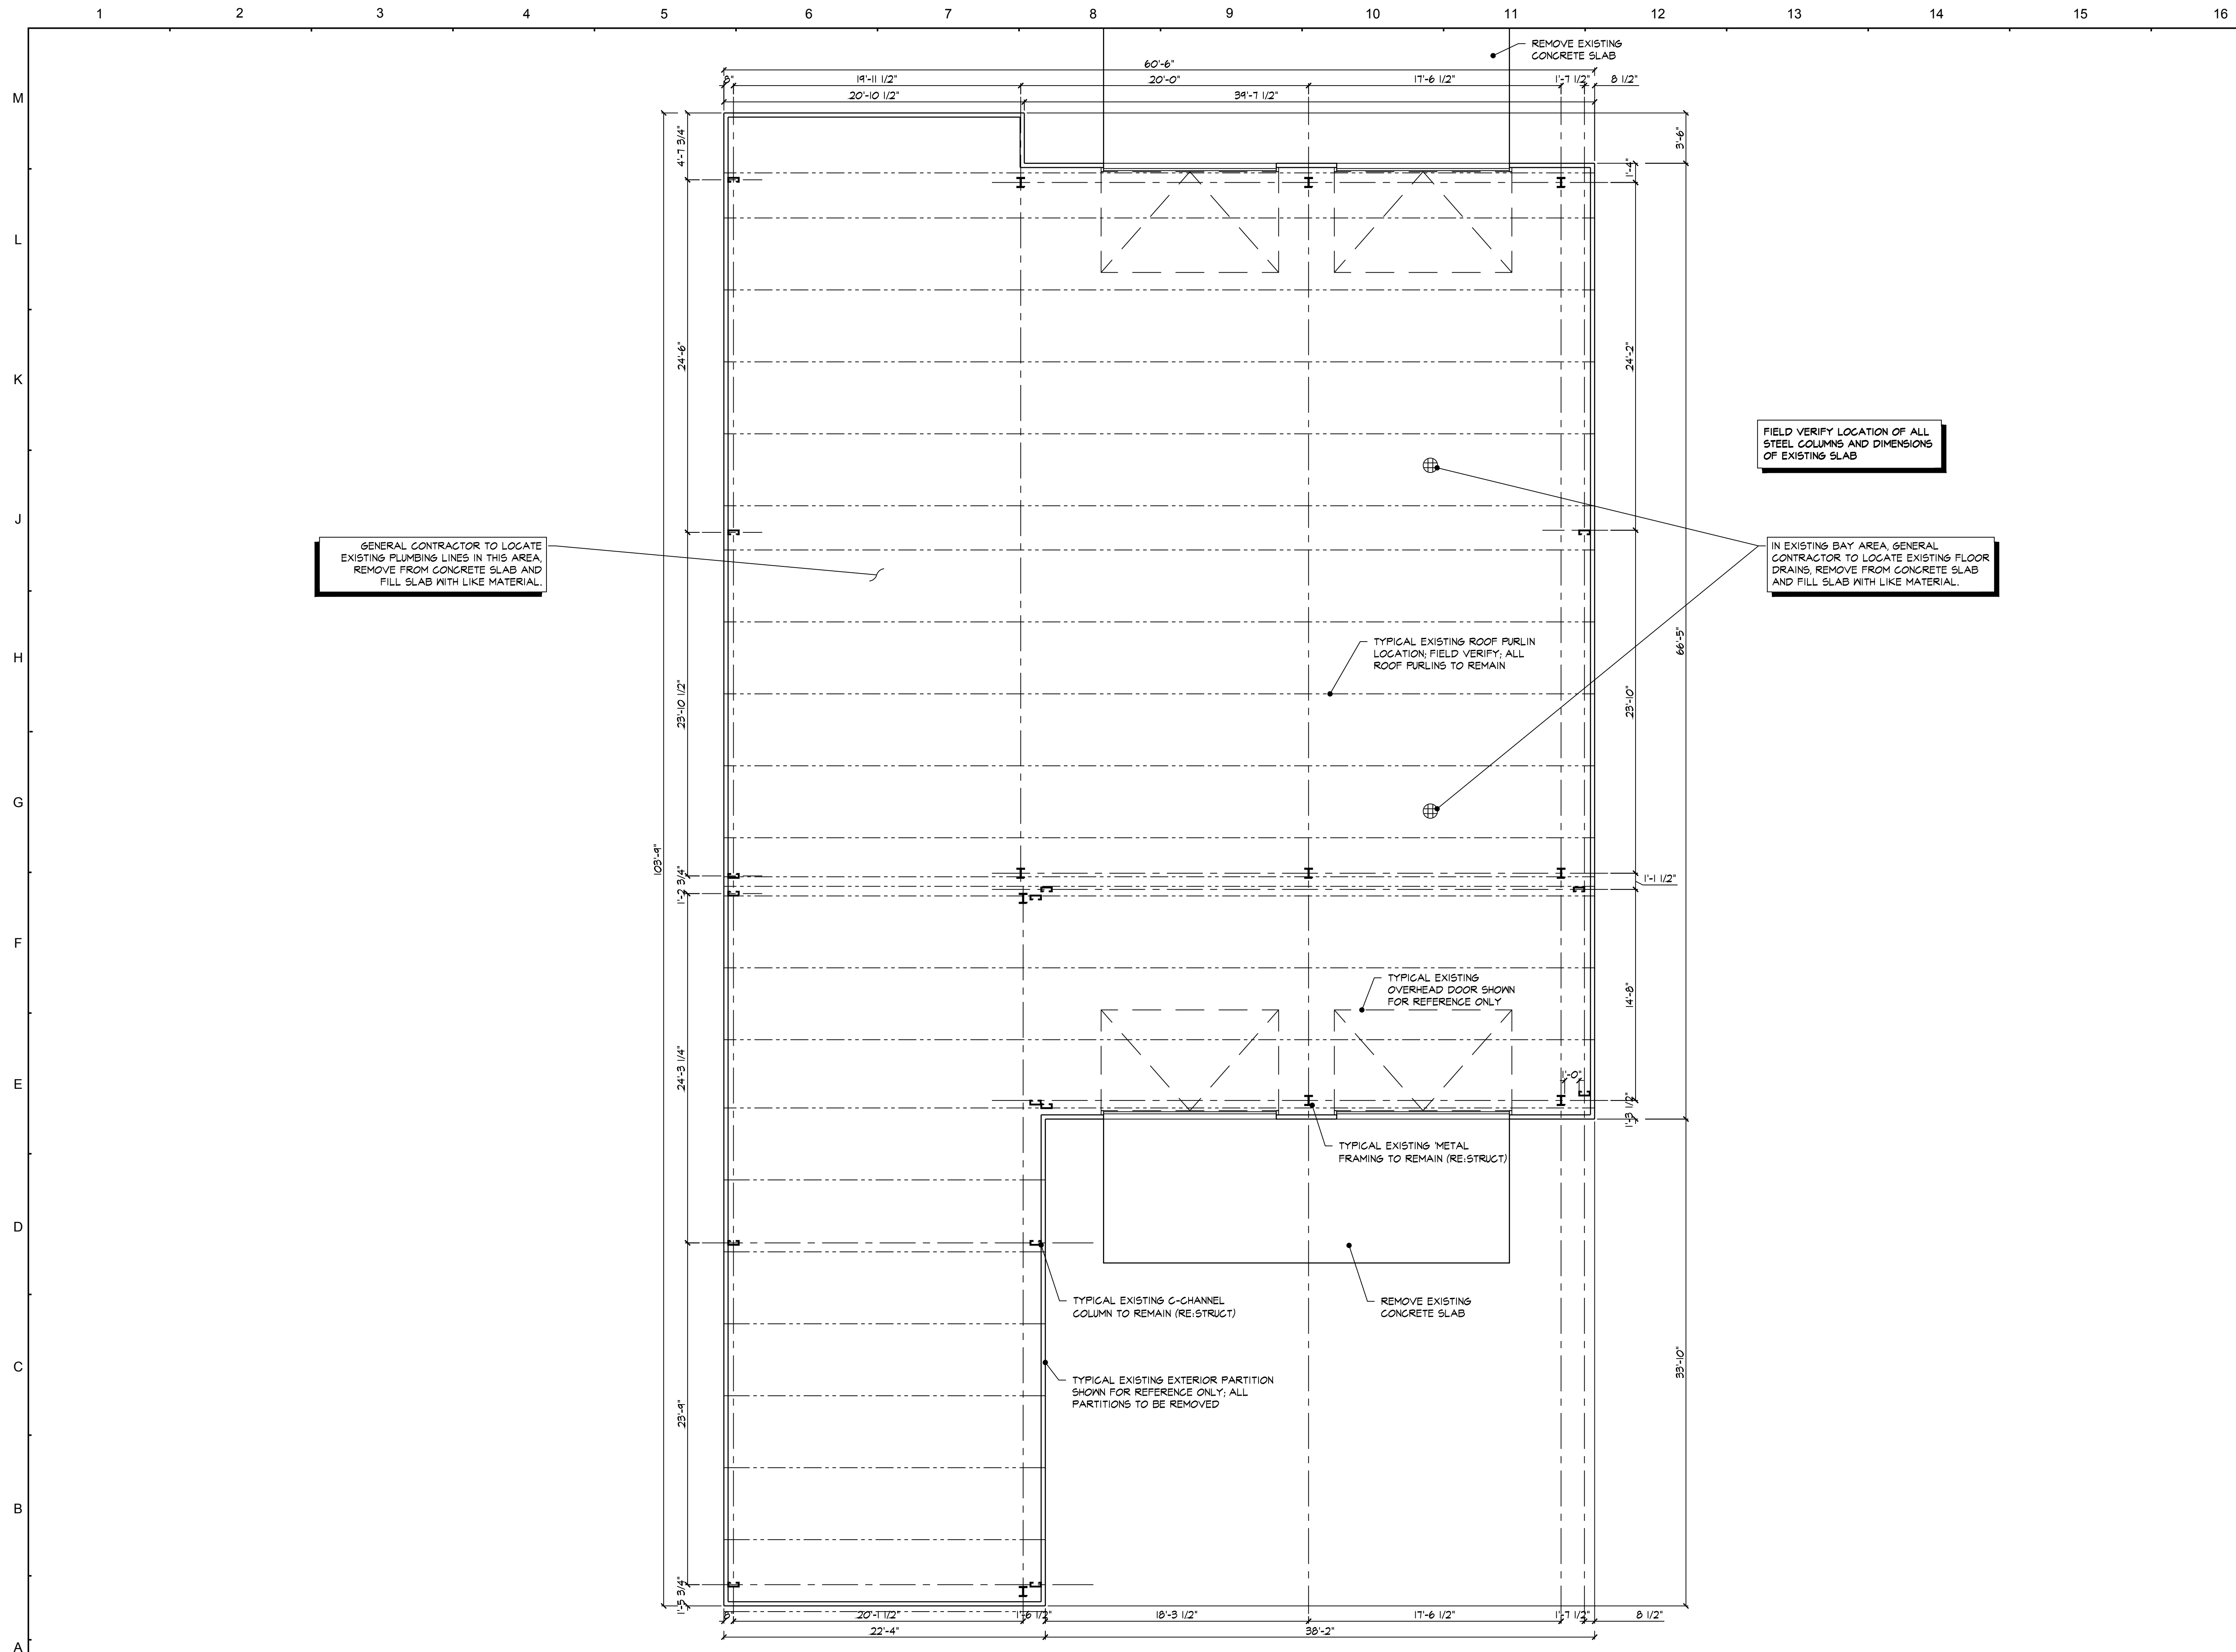 1 2 3 4 5 6 7 8 9 10 11 12 13 14 15 16
M
L
K
J
H
G
F
E
D
C
B
A
REMOVE EXISTING
CONCRETE SLAB
60'-6"
8" 19'-11 1/2" 20'-0" 17'-6 1/2" 1'-7 1/2" 8 1/2"
20'-10 1/2" 39'-7 1/2"
4'-7 3/4"
3'-6"
1'-4"
24'-6"
24'-2"
FIELD VERIFY LOCATION OF ALL
STEEL COLUMNS AND DIMENSIONS
OF EXISTING SLAB
GENERAL CONTRACTOR TO LOCATE
EXISTING PLUMBING LINES IN THIS AREA,
REMOVE FROM CONCRETE SLAB AND
FILL SLAB WITH LIKE MATERIAL.
IN EXISTING BAY AREA, GENERAL
CONTRACTOR TO LOCATE EXISTING FLOOR
DRAINS, REMOVE FROM CONCRETE SLAB
AND FILL SLAB WITH LIKE MATERIAL.
TYPICAL EXISTING ROOF PURLIN
LOCATION; FIELD VERIFY; ALL
ROOF PURLINS TO REMAIN
66'-5"
23'-10 1/2"
23'-10"
103'-9"
1'-2 3/4"
1'-1 1/2"
TYPICAL EXISTING
OVERHEAD DOOR SHOWN
FOR REFERENCE ONLY
14'-8"
24'-3 1/4"
1'-0"
1'-3 1/2"
TYPICAL EXISTING 'METAL
FRAMING TO REMAIN (RE:STRUCT)
TYPICAL EXISTING C-CHANNEL
COLUMN TO REMAIN (RE:STRUCT)
REMOVE EXISTING
CONCRETE SLAB
33'-10"
TYPICAL EXISTING EXTERIOR PARTITION
SHOWN FOR REFERENCE ONLY; ALL
PARTITIONS TO BE REMOVED
23'-9"
1'-5 3/4"
8" 20'-1 1/2" 1'-6 1/2" 18'-3 1/2" 17'-6 1/2" 1'-7 1/2" 8 1/2"
22'-4" 38'-2"